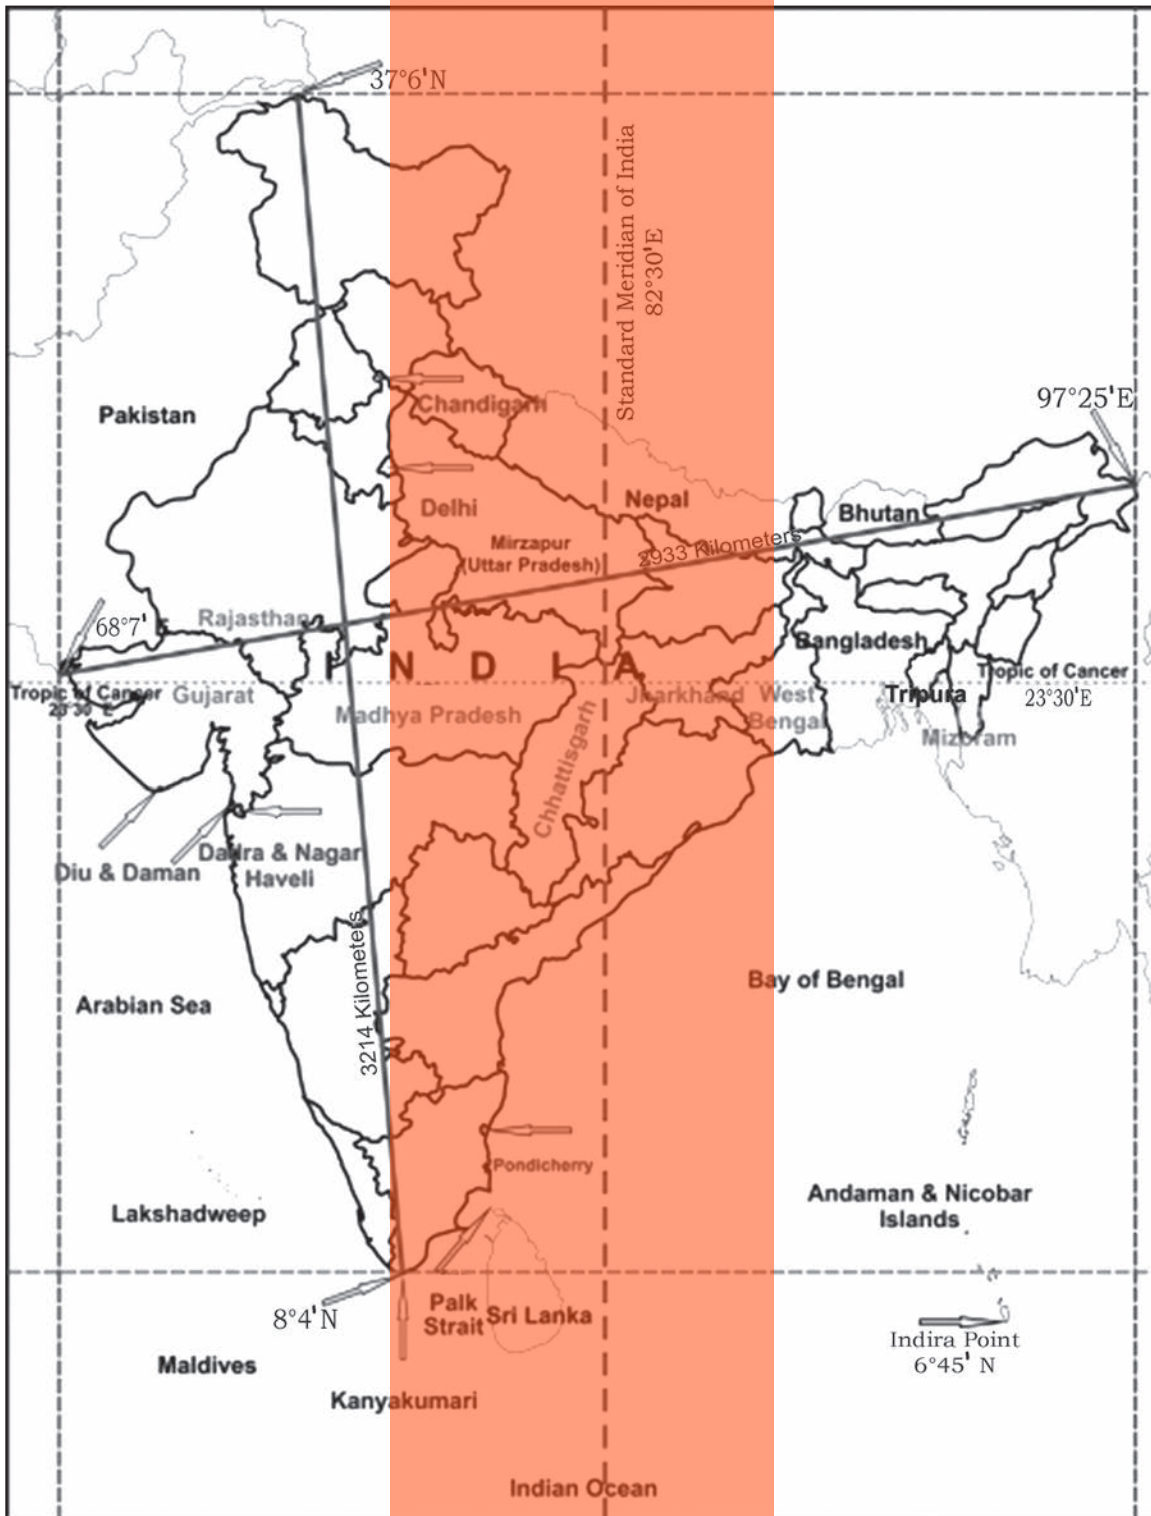 37°6'N
Standard Meridian of India
82°30'E
97°25'E
Chandigarh
Pakistan
Nepal
Delhi
Bhutan
Mirzapur
(Uttar Pradesh)
2933 Kilometers
Rajasthan
68°7' E
Bangladesh
INDIA
Tropic of Cancer
23°30' E
Gujarat
Madhya Pradesh
Chhattisgarh
Jharkhand
West
Bengal
Tripura
Tropic of Cancer
23°30'E
Mizoram
Diu & Daman
Dadra & Nagar
Haveli
3214 Kilometers
Bay of Bengal
Arabian Sea
Pondicherry
Andaman & Nicobar
Islands
Lakshadweep
8°4'N
Palk
Strait
Sri Lanka
Indira Point
6°45' N
Maldives
Kanyakumari
Indian Ocean